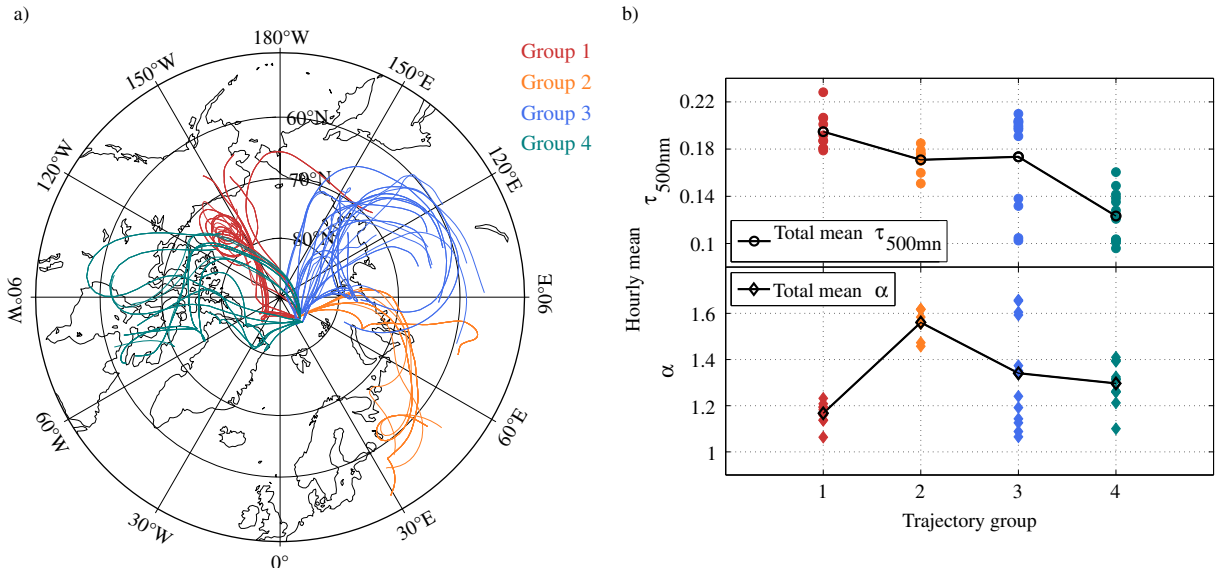 a)
180°W
150°W
150°E
120°W
120°E
90°W
90°E
60°W
60°E
30°W
30°E
0°
60°N
70°N
80°N
Group 1
Group 2
Group 3
Group 4
b)
0.22
0.18
0.14
0.1
τ500nm
Total mean τ500mn
Hourly mean
Total mean α
1.6
1.4
1.2
1
α
1 2 3 4
Trajectory group